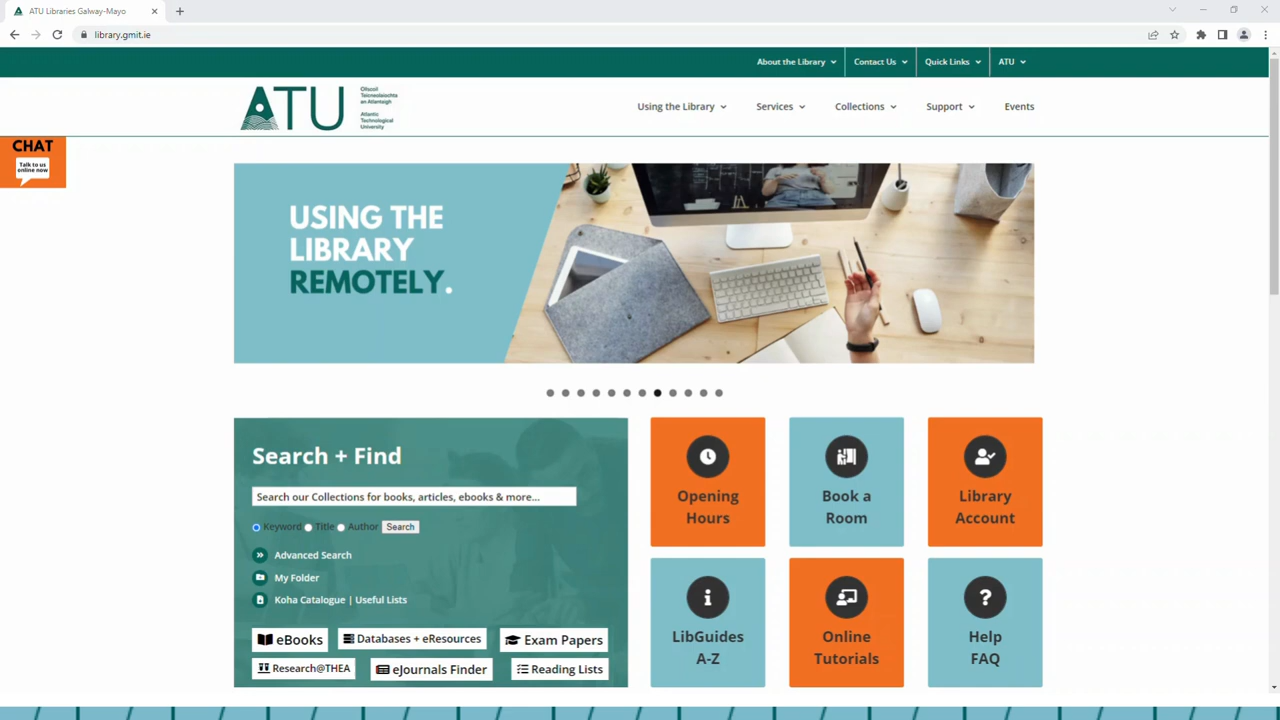 ATU Libraries Galway-Mayo
library.gmit.ie
About the Library
Contact Us
Quick Links
ATU
ATU
Ollscoil
Teicneolaíochta
an Atlantaigh
Atlantic
Technological
University
Using the Library
Services
Collections
Support
Events
CHAT
Talk to us
online now
USING THE
LIBRARY
REMOTELY.
Search + Find
Search our Collections for books, articles, ebooks & more...
Keyword Title Author Search
Advanced Search
My Folder
Koha Catalogue | Useful Lists
eBooks
Databases + eResources
Exam Papers
Research@THEA
eJournals Finder
Reading Lists
Opening
Hours
Book a
Room
Library
Account
LibGuides
A-Z
Online
Tutorials
Help
FAQ